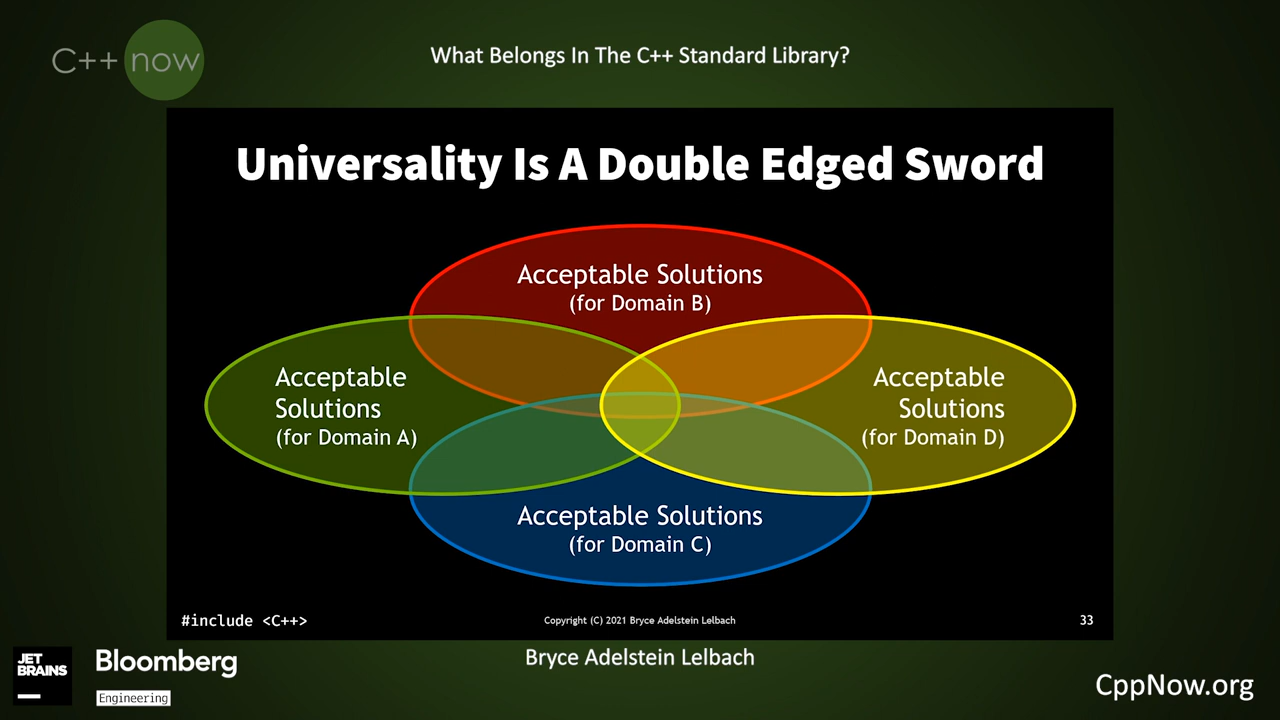 C++ now
What Belongs In The C++ Standard Library?
Universality Is A Double Edged Sword
Acceptable Solutions
(for Domain B)
Acceptable
Solutions
(for Domain A)
Acceptable
Solutions
(for Domain D)
Acceptable Solutions
(for Domain C)
#include <C++>
Copyright (C) 2021 Bryce Adelstein Lelbach
33
JET
BRAINS
Bloomberg
Engineering
Bryce Adelstein Lelbach
CppNow.org